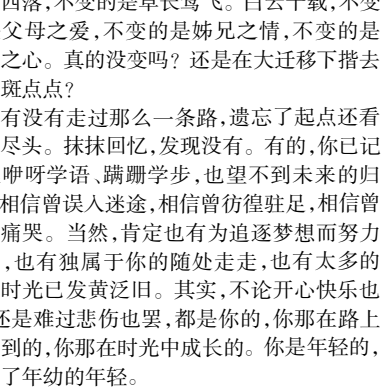 西落,不变的是草长莺飞。白云千载,不变
父母之爱,不变的是姊兄之情,不变的是
之心。真的没变吗？还是在大迁移下揩去
斑点点？
有没有走过那么一条路,遗忘了起点还看
尽头。抹抹回忆,发现没有。有的,你已记
咿呀学语、蹒跚学步,也望不到未来的归
相信曾误入迷途,相信曾彷徨驻足,相信曾
痛哭。当然,肯定也有为追逐梦想而努力
,也有独属于你的随处走走,也有太多的
时光已发黄泛旧。其实,不论开心快乐也
还是难过悲伤也罢,都是你的,你那在路上
到的,你那在时光中成长的。你是年轻的,
了年幼的年轻。